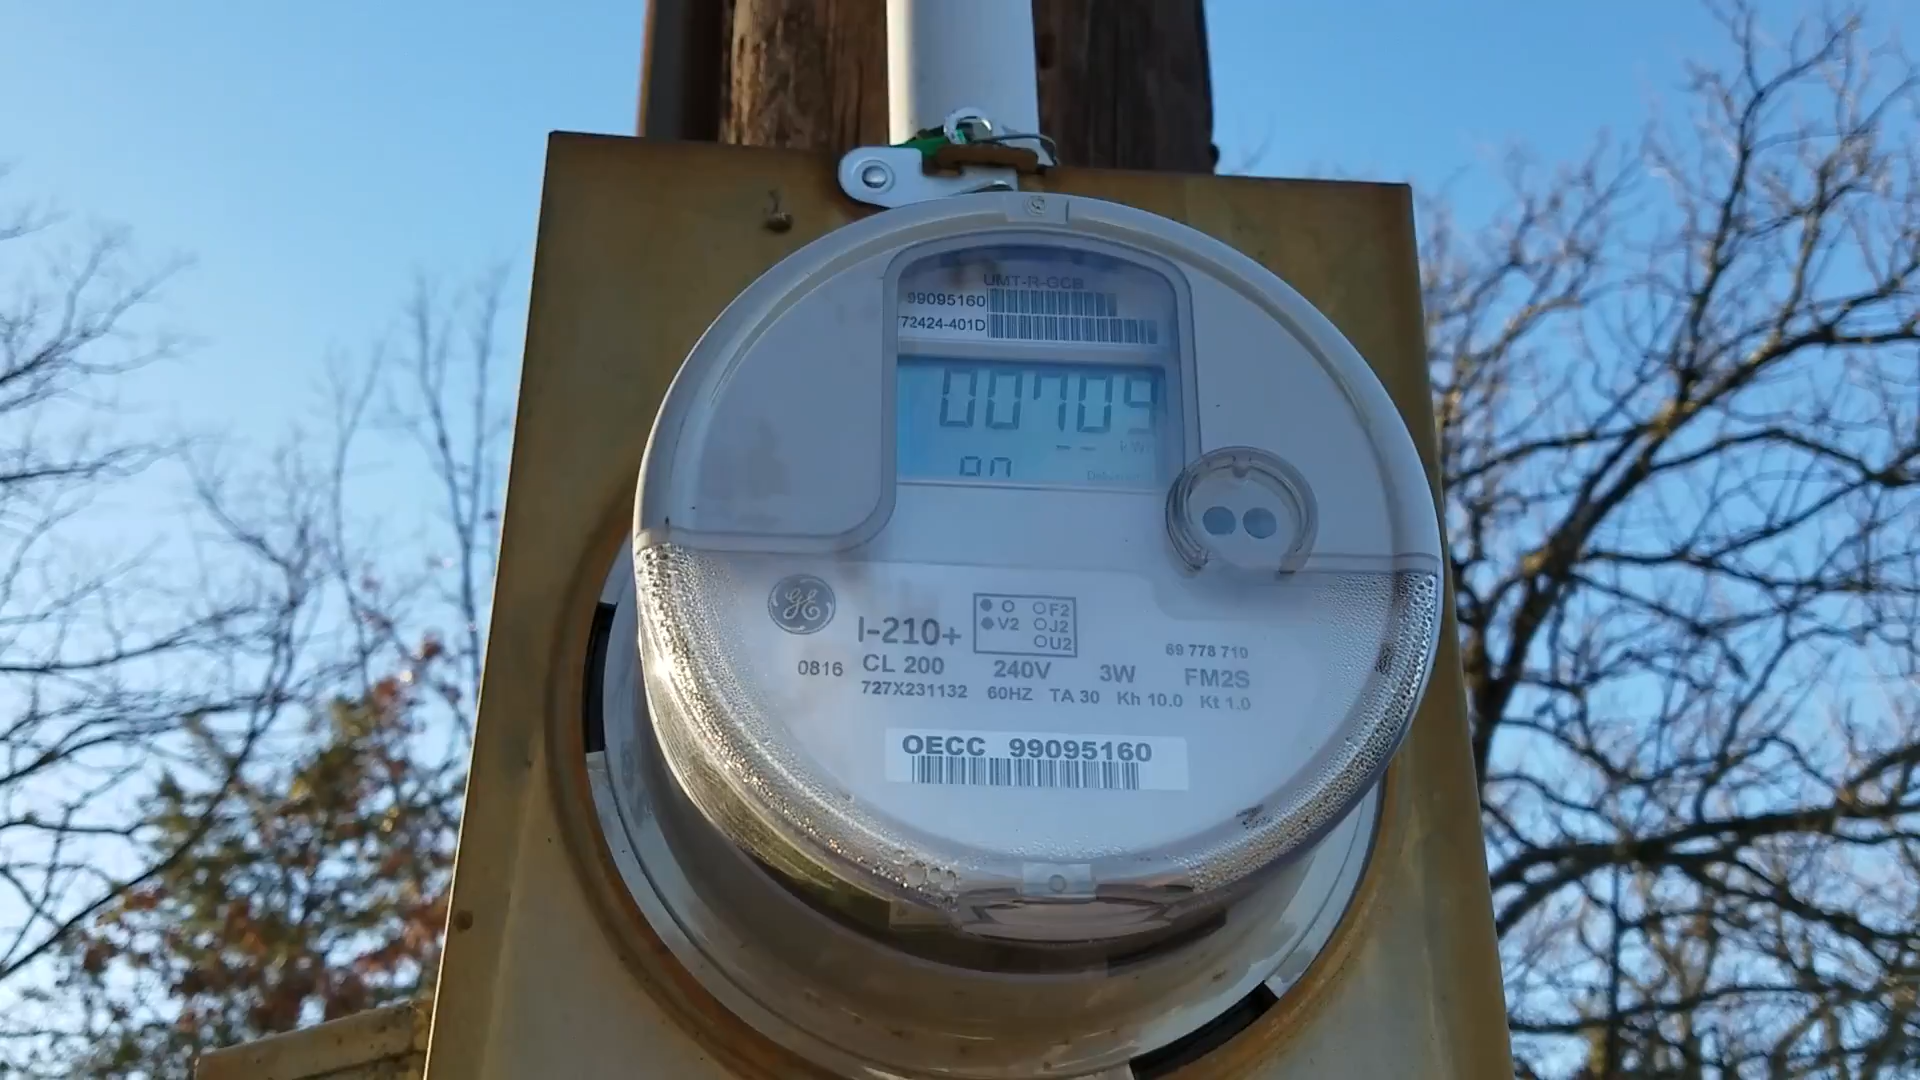 UMT-R-GCB
99095160
72424-401D
00709
on
GE
I-210+
O F2
V2 J2
U2
69 778 710
0816 CL 200 240V 3W FM2S
727X231132 60HZ TA 30 Kh 10.0 Kt 1.0
OECC 99095160